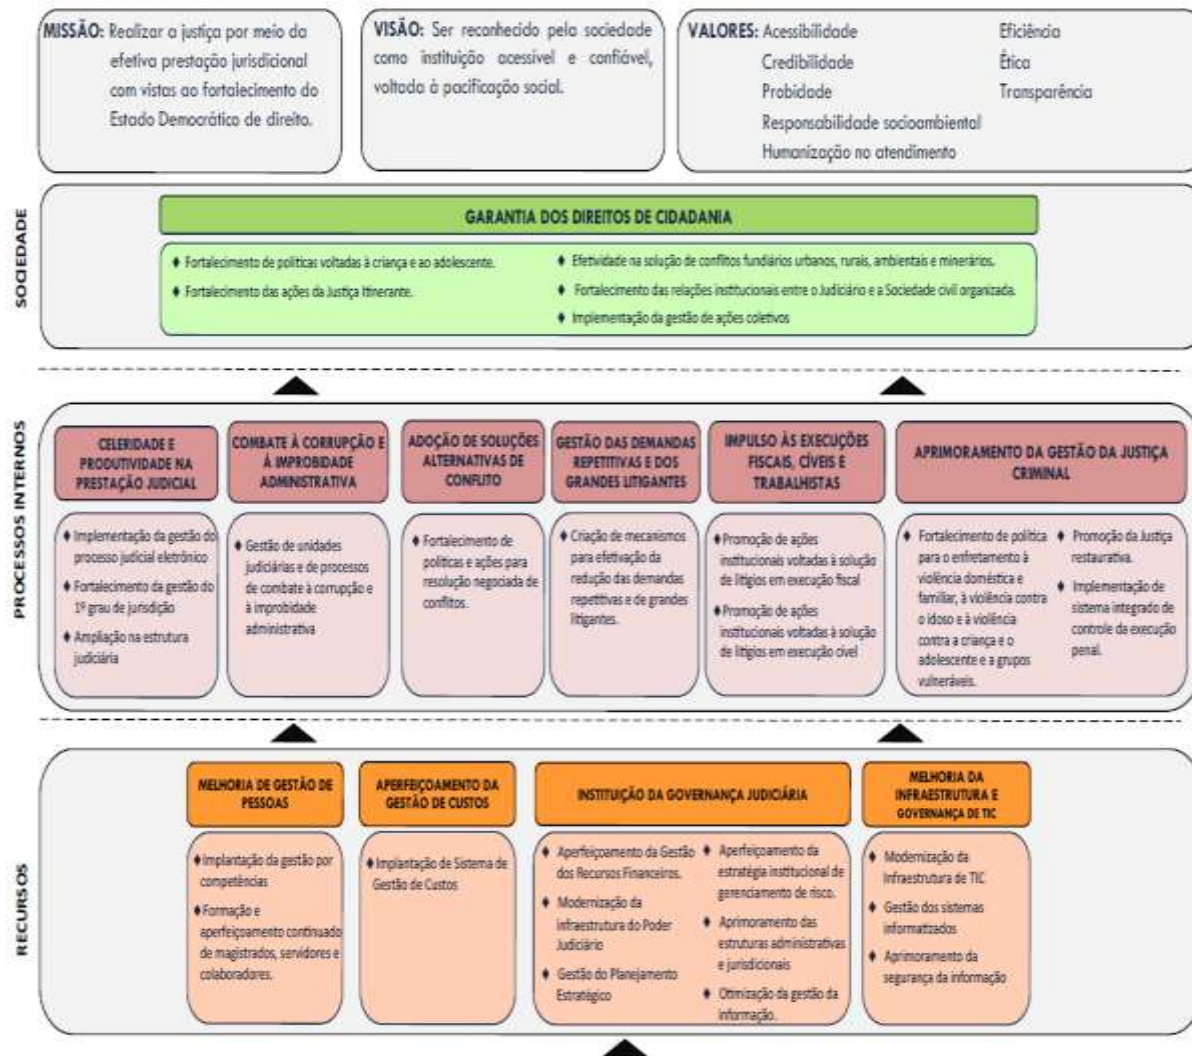 MISSÃO: Realizar a justiça por meio da
efetiva prestação jurisdicional
com vistas ao fortalecimento do
Estado Democrático de direito.
VISÃO: Ser reconhecido pela sociedade
como instituição acessível e confiável,
voltada à pacificação social.
VALORES: Acessibilidade
Credibilidade
Probidade
Responsabilidade socioambiental
Humanização no atendimento
Eficiência
Ética
Transparência
SOCIEDADE
GARANTIA DOS DIREITOS DE CIDADANIA
♦ Fortalecimento de políticas voltadas à criança e ao adolescente.
♦ Fortalecimento das ações da Justiça Itinerante.
♦ Efetividade na solução de conflitos fundiários urbanos, rurais, ambientais e minerários.
♦ Fortalecimento das relações institucionais entre o Judiciário e a Sociedade civil organizada.
♦ Implementação da gestão de ações coletivos
PROCESSOS INTERNOS
CELERIDADE E
PRODUTIVIDADE NA
PRESTAÇÃO JUDICIAL
♦ Implementação da gestão do
processo judicial eletrônico
♦ Fortalecimento da gestão do
1º grau de jurisdição
♦ Ampliação na estrutura
judiciária
COMBATE À CORRUPÇÃO E
À IMPROBIDADE
ADMINISTRATIVA
♦ Gestão de unidades
judiciárias e de processos
de combate à corrupção e
à improbidade
administrativa
ADOÇÃO DE SOLUÇÕES
ALTERNATIVAS DE
CONFLITO
♦ Fortalecimento de
políticas e ações para
resolução negociada de
conflitos.
GESTÃO DAS DEMANDAS
REPETITIVAS E DOS
GRANDES LITIGANTES
♦ Criação de mecanismos
para efetivação da
redução das demandas
repetitivas e de grandes
litigantes.
IMPULSO ÀS EXECUÇÕES
FISCAIS, CÍVEIS E
TRABALHISTAS
♦ Promoção de ações
institucionais voltadas à solução
de litígios em execução fiscal
♦ Promoção de ações
institucionais voltadas à solução
de litígios em execução cível
APRIMORAMENTO DA GESTÃO DA JUSTIÇA
CRIMINAL
♦ Fortalecimento de política
para o enfretamento à
violência doméstica e
familiar, à violência contra
o idoso e à violência
contra a criança e o
adolescente e a grupos
vulneráveis.
♦ Promoção da Justiça
restaurativa.
♦ Implementação de
sistema integrado de
controle da execução
penal.
RECURSOS
MELHORIA DE GESTÃO DE
PESSOAS
♦ Implantação da gestão por
competências
♦ Formação e
aperfeiçoamento continuado
de magistrados, servidores e
colaboradores.
APERFEIÇOAMENTO DA
GESTÃO DE CUSTOS
♦ Implantação de Sistema de
Gestão de Custos
INSTITUIÇÃO DA GOVERNANÇA JUDICIÁRIA
♦ Aperfeiçoamento da Gestão
dos Recursos Financeiros.
♦ Modernização da
infraestrutura do Poder
Judiciário
♦ Gestão do Planejamento
Estratégico
♦ Aperfeiçoamento da
estratégia institucional de
gerenciamento de risco.
♦ Aprimoramento das
estruturas administrativas
e jurisdicionais
♦ Otimização da gestão da
informação.
MELHORIA DA
INFRAESTRUTURA E
GOVERNANÇA DE TIC
♦ Modernização da
Infraestrutura de TIC
♦ Gestão dos sistemas
informatizados
♦ Aprimoramento da
segurança da informação